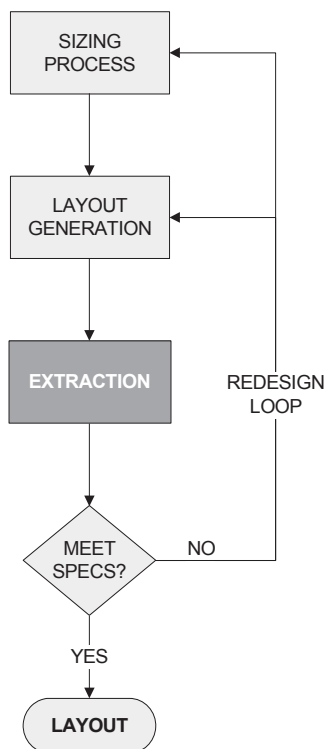 SIZING
PROCESS
LAYOUT
GENERATION
EXTRACTION
REDESIGN
LOOP
MEET
SPECS?
NO
YES
LAYOUT